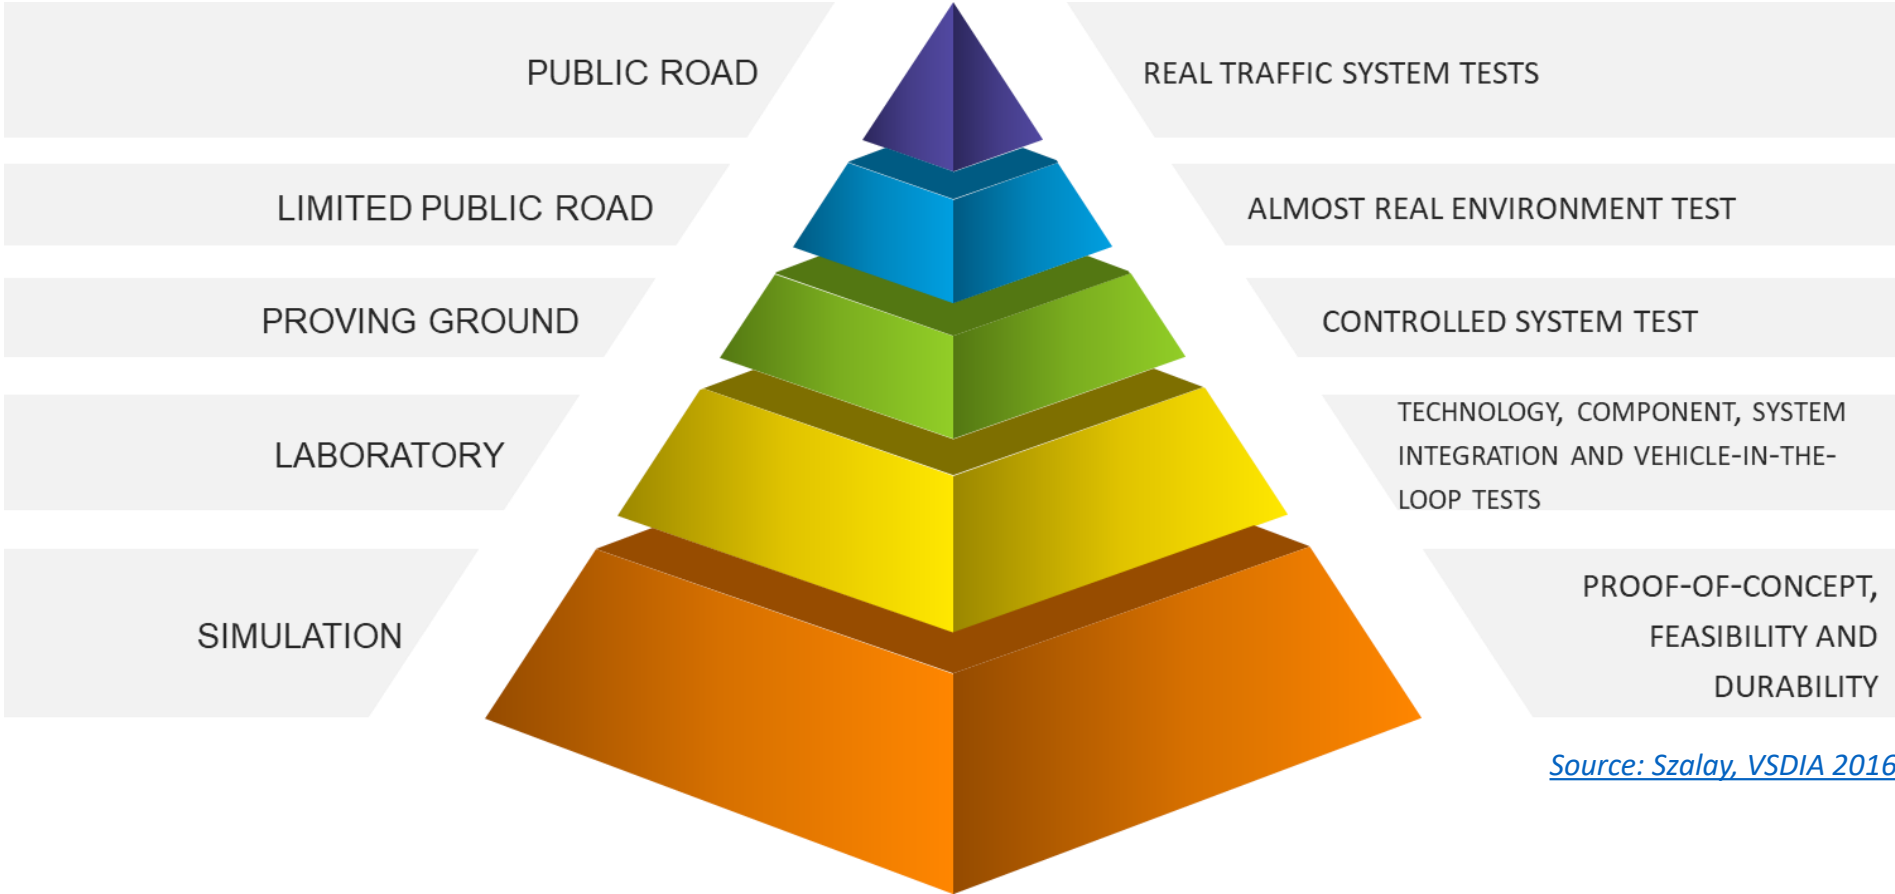 PUBLIC ROAD
REAL TRAFFIC SYSTEM TESTS
LIMITED PUBLIC ROAD
ALMOST REAL ENVIRONMENT TEST
PROVING GROUND
CONTROLLED SYSTEM TEST
LABORATORY
TECHNOLOGY, COMPONENT, SYSTEM
INTEGRATION AND VEHICLE-IN-THE-
LOOP TESTS
SIMULATION
PROOF-OF-CONCEPT,
FEASIBILITY AND
DURABILITY
Source: Szalay, VSDIA 2016